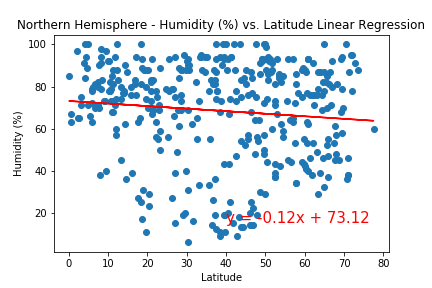 Northern Hemisphere - Humidity (%) vs. Latitude Linear Regression
100
80
60
40
20
Humidity (%)
y = -0.12x + 73.12
0 10 20 30 40 50 60 70 80
Latitude